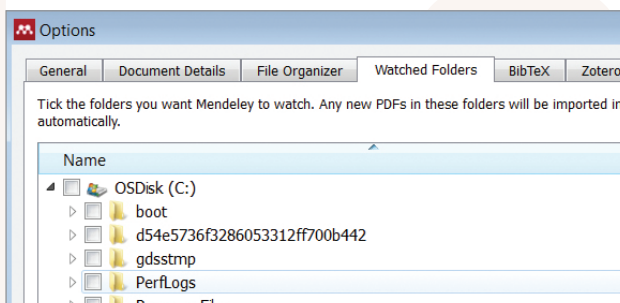 Options
General Document Details File Organizer Watched Folders BibTeX Zotero
Tick the folders you want Mendeley to watch. Any new PDFs in these folders will be imported
automatically.
Name
OSDisk (C:)
boot
d54e5736f3286053312ff700b442
gdsstmp
PerfLogs